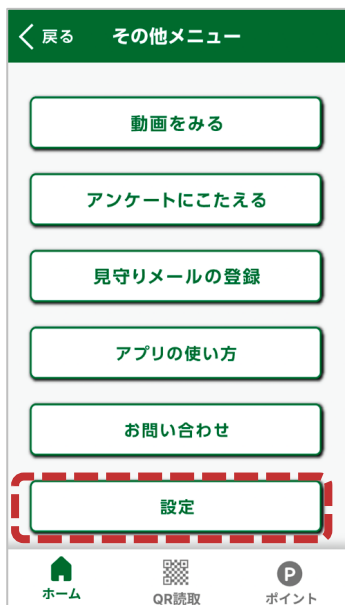 戻る その他メニュー
動画をみる
アンケートにこたえる
見守りメールの登録
アプリの使い方
お問い合わせ
設定
P
ホーム QR読取 ポイント